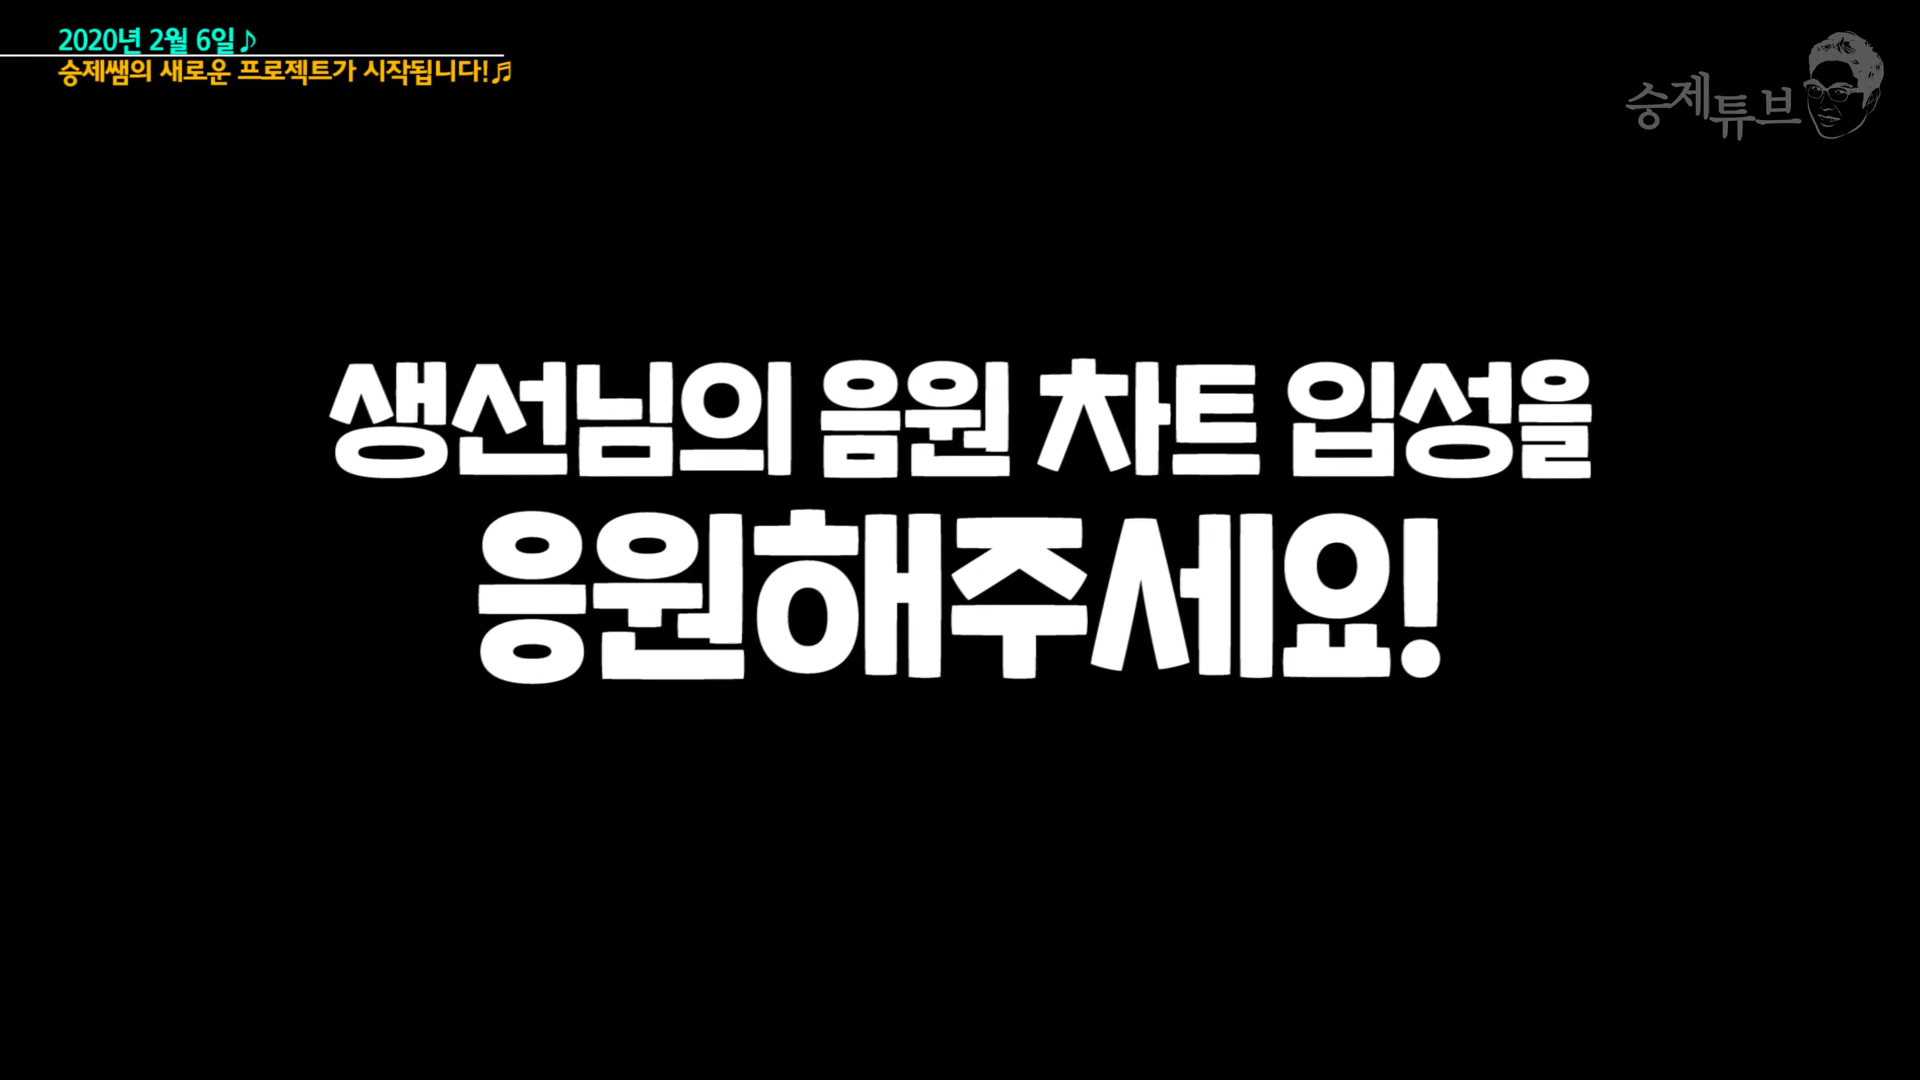 2020년 2월 6일♪
승제쌤의 새로운 프로젝트가 시작됩니다!♬
승제튜브
생선님의 음원 차트 입성을
응원해주세요!